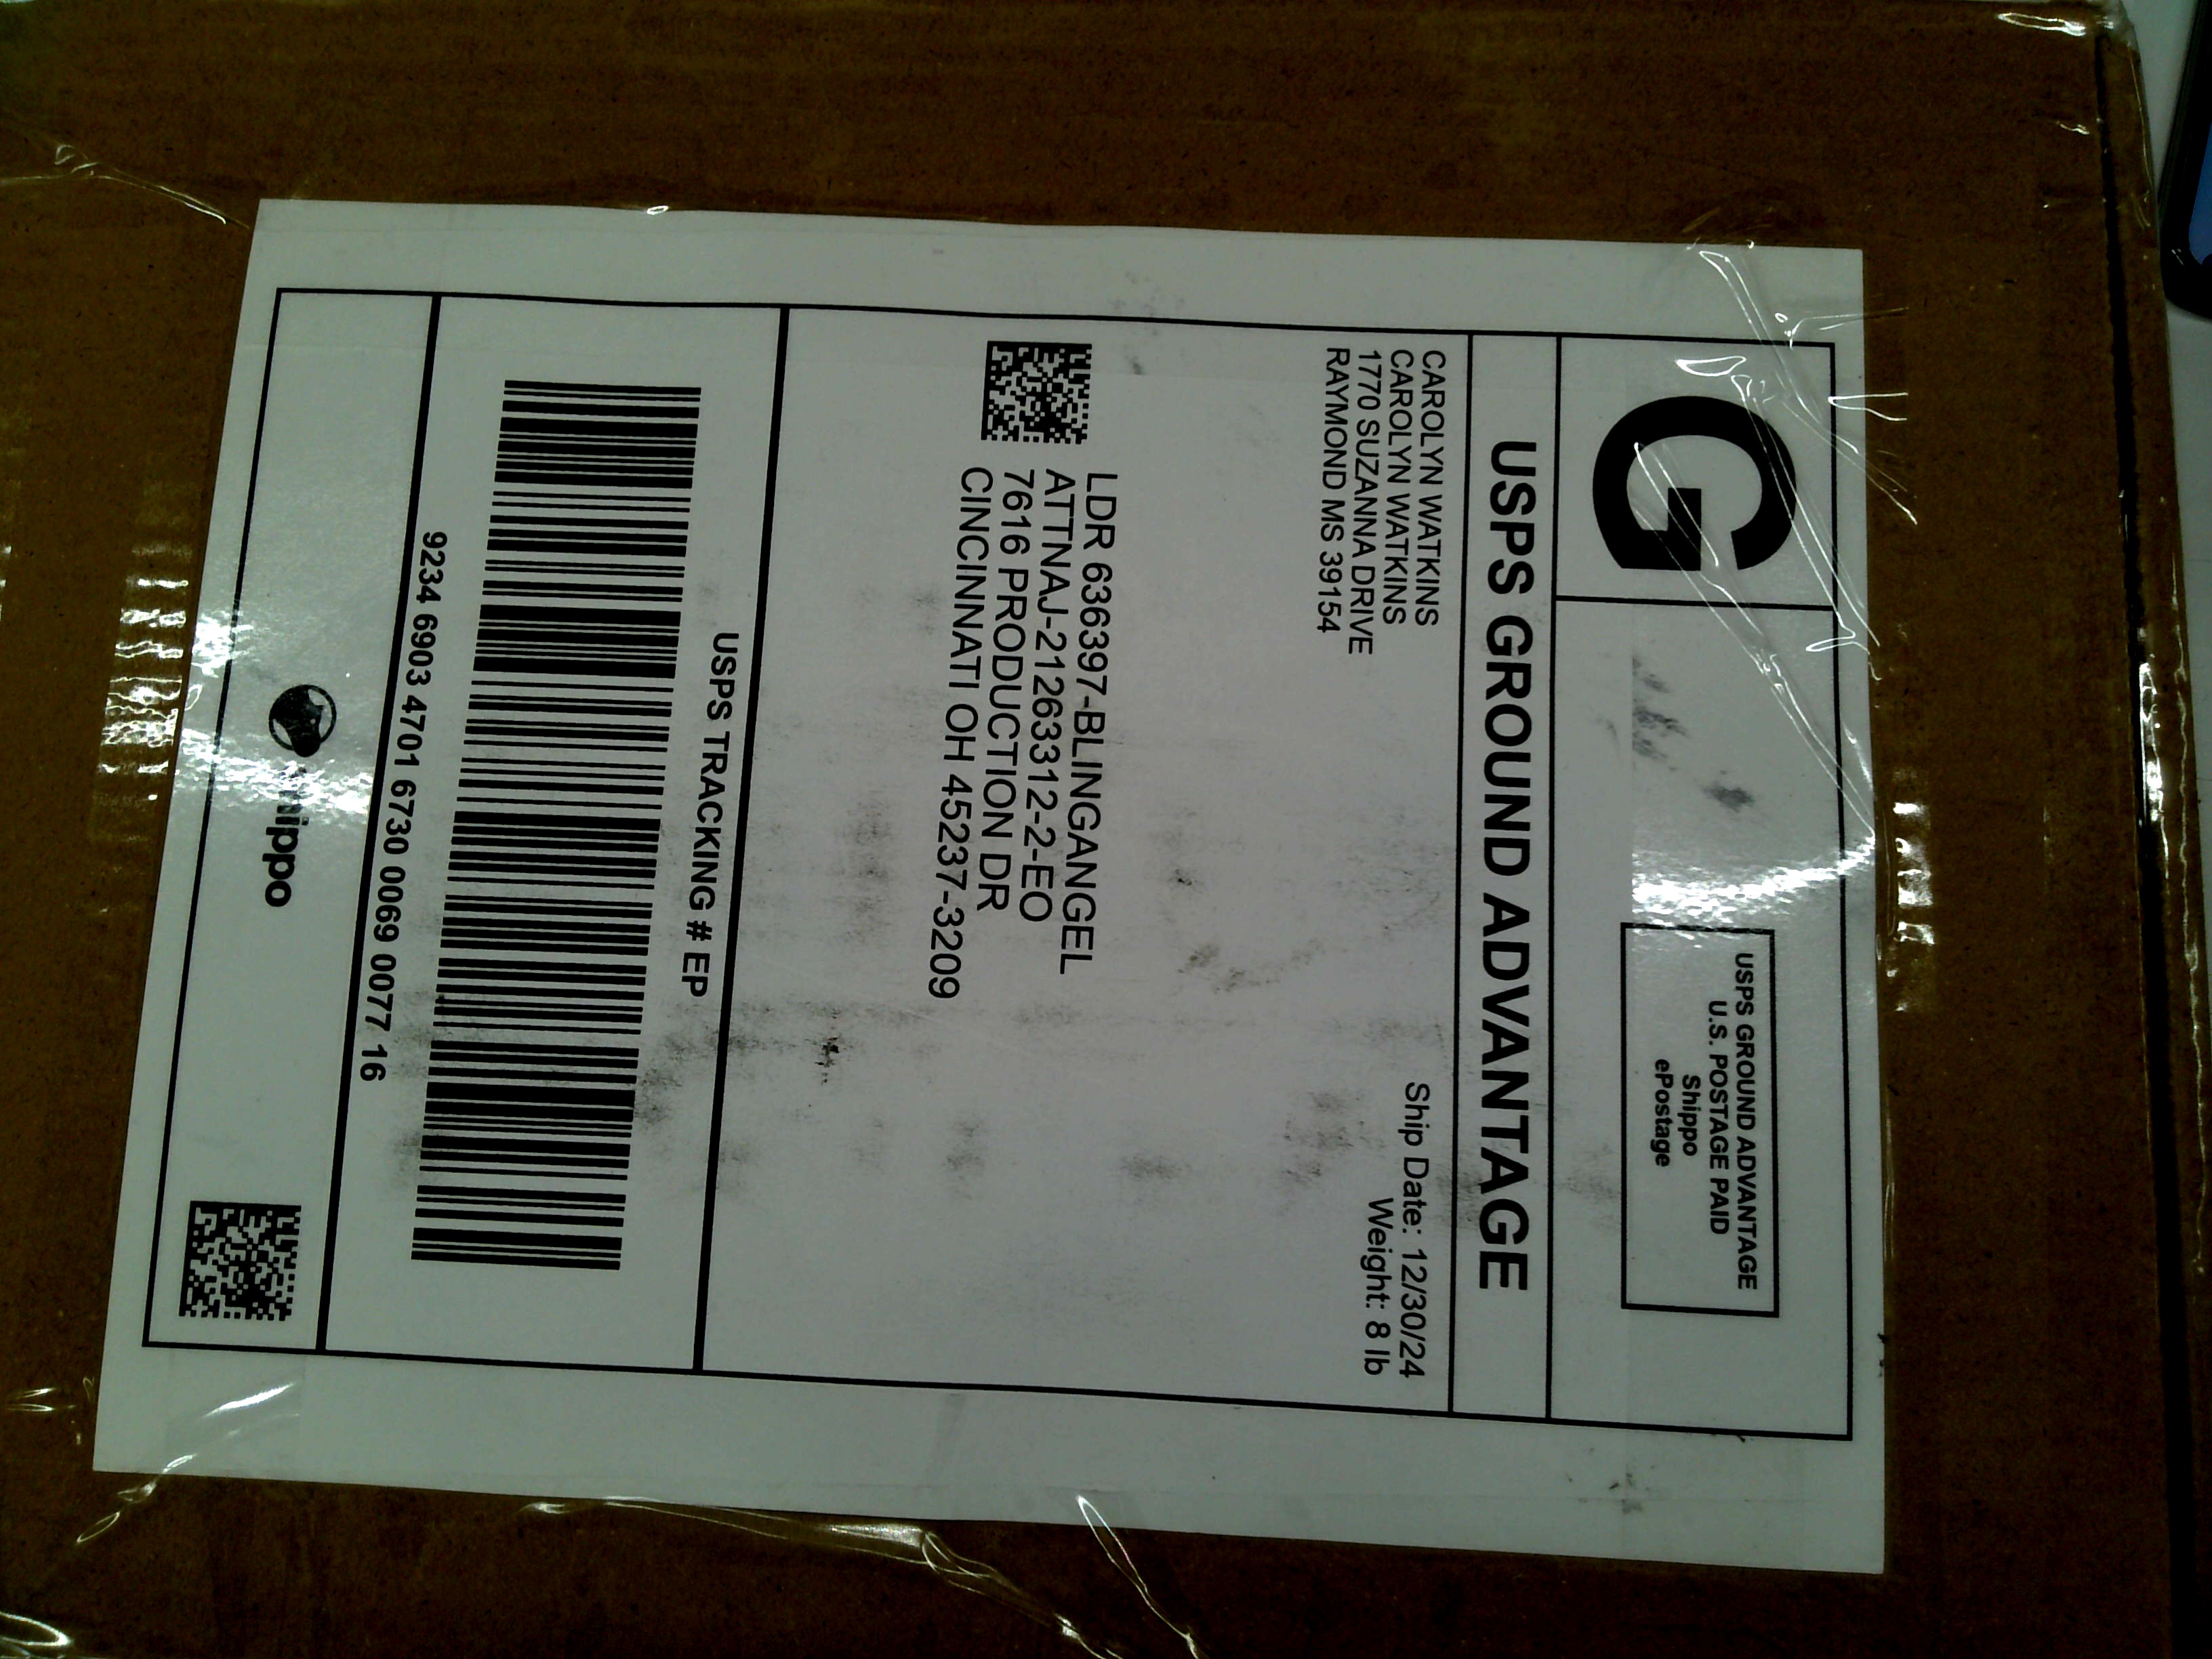 G
USPS GROUND ADVANTAGE
U.S. POSTAGE PAID
Shippo
ePostage
USPS GROUND ADVANTAGE
CAROLYN WATKINS
CAROLYN WATKINS
1770 SUZANNA DRIVE
RAYMOND MS 39154
Ship Date: 12/30/24
Weight: 8 lb
LDR 636397-BLINGANGEL
ATTNAJ-21263312-2-EO
7616 PRODUCTION DR
CINCINNATI OH 45237-3209
USPS TRACKING # EP
9234 6903 4701 6730 0069 0077 16